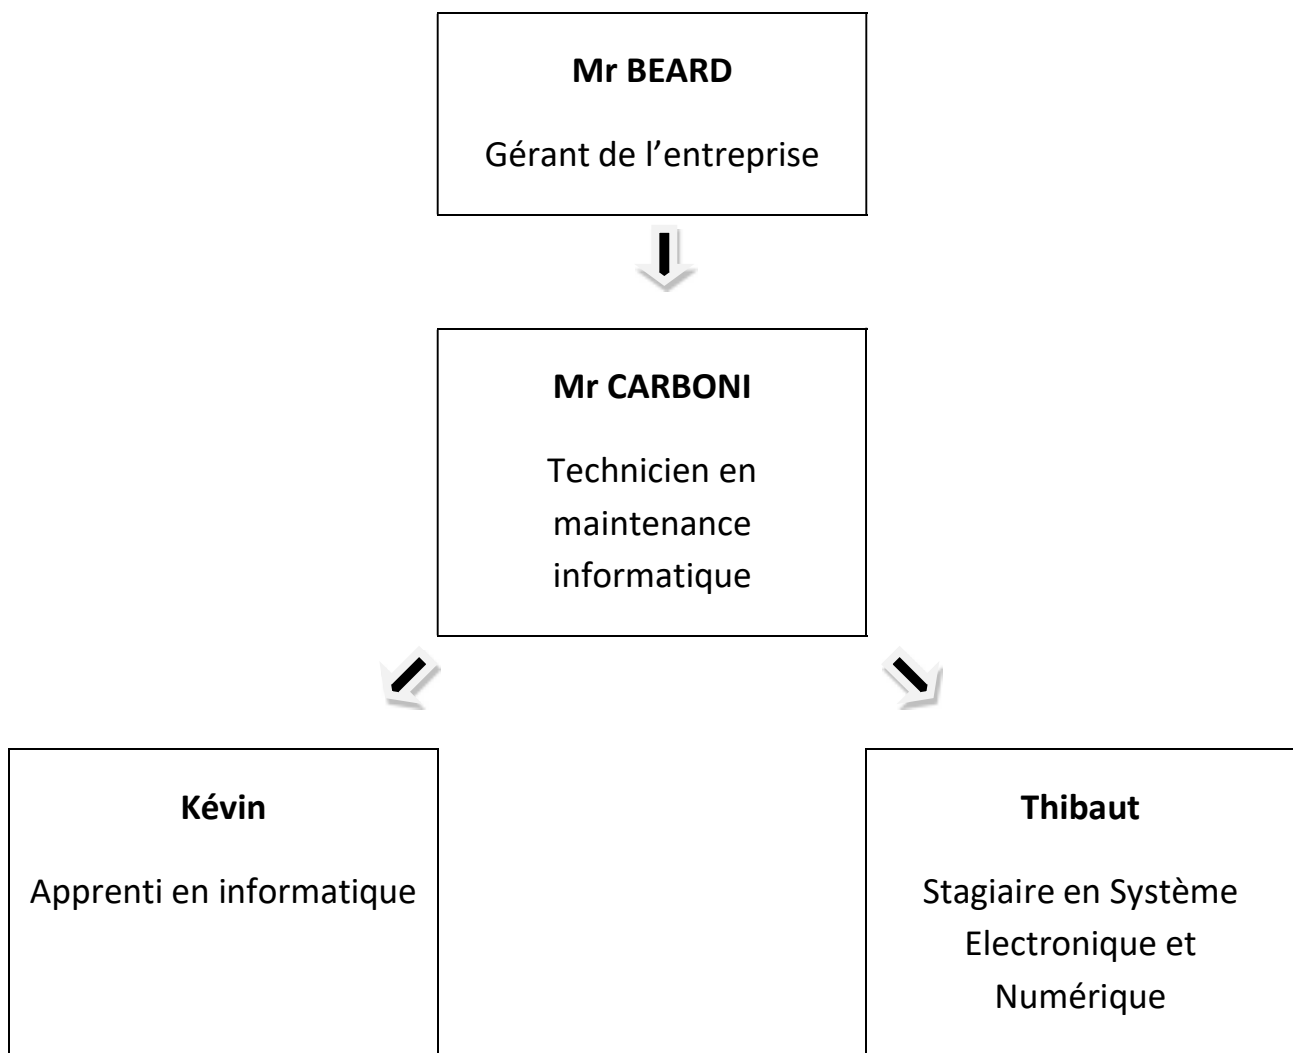 Mr BEARD
Gérant de l’entreprise
Mr CARBONI
Technicien en
maintenance
informatique
Kévin
Apprenti en informatique
Thibaut
Stagiaire en Système
Electronique et
Numérique